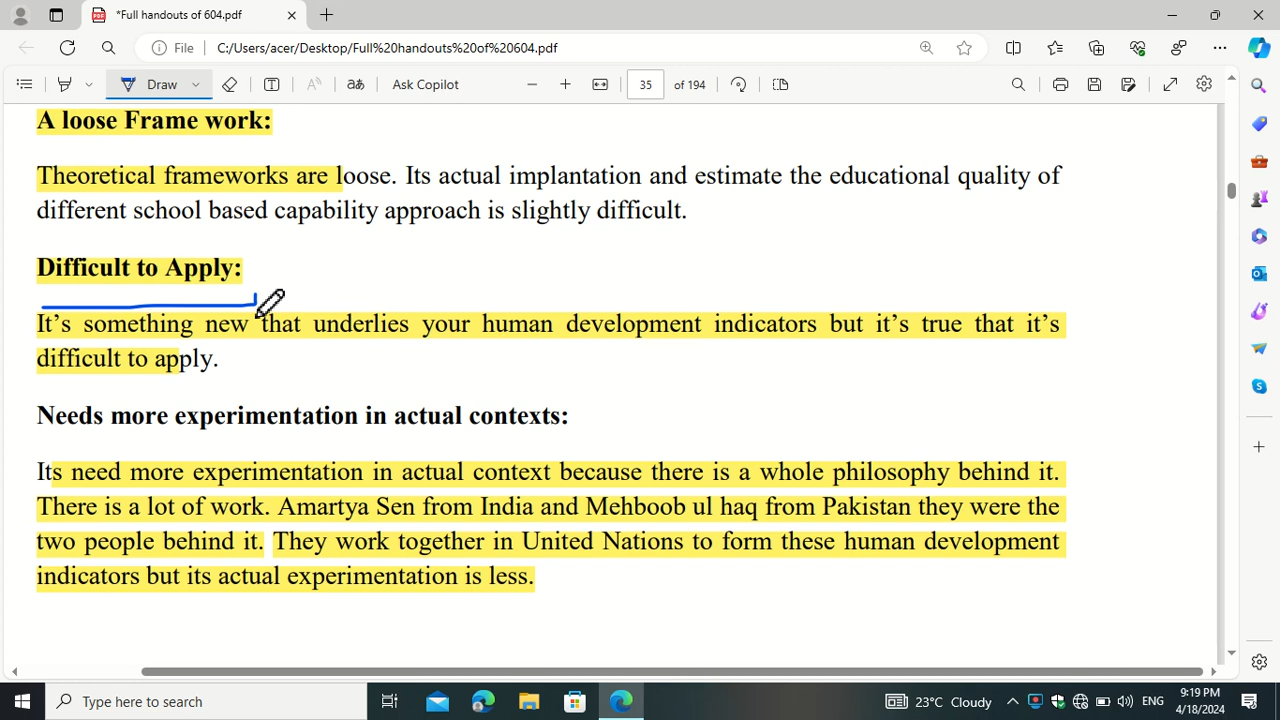 *Full handouts of 604.pdf
File
C:/Users/acer/Desktop/Full%20handouts%20of%20604.pdf
Draw
aあ
Ask Copilot
35
of 194
A loose Frame work:
Theoretical frameworks are loose. Its actual implantation and estimate the educational quality of
different school based capability approach is slightly difficult.
Difficult to Apply:
It’s something new that underlies your human development indicators but it’s true that it’s
difficult to apply.
Needs more experimentation in actual contexts:
Its need more experimentation in actual context because there is a whole philosophy behind it.
There is a lot of work. Amartya Sen from India and Mehboob ul haq from Pakistan they were the
two people behind it. They work together in United Nations to form these human development
indicators but its actual experimentation is less.
Type here to search
23°C Cloudy
ENG
9:19 PM
4/18/2024